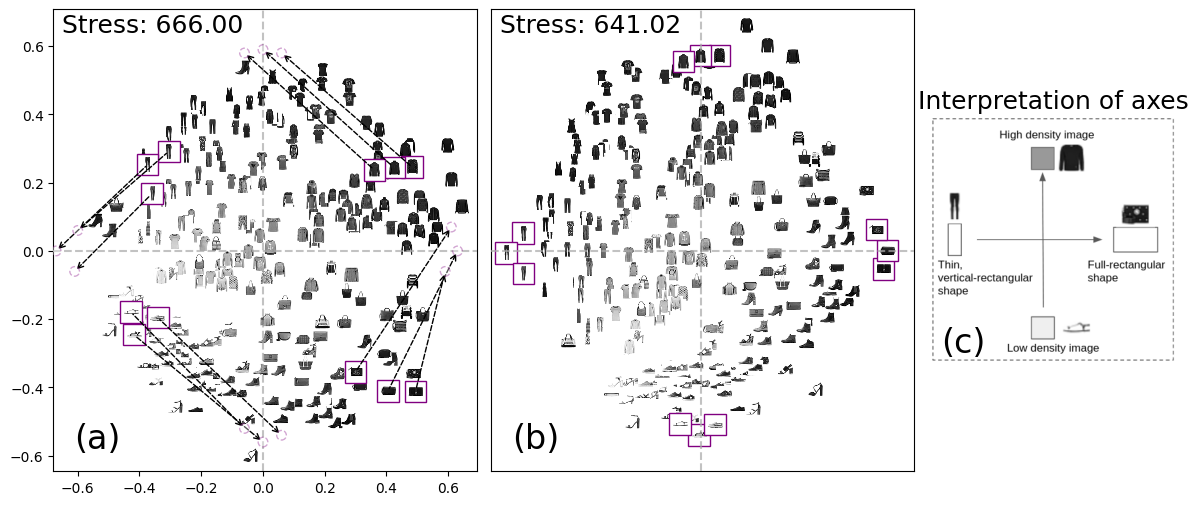 Stress: 666.00
0.6
0.4
0.2
0.0
−0.2
−0.4
−0.6
−0.6
−0.4
−0.2
0.0
0.2
0.4
0.6
(a)
Stress: 641.02
(b)
Interpretation of axes
High density image
Thin,
vertical-rectangular
shape
Full-rectangular
shape
Low density image
(c)